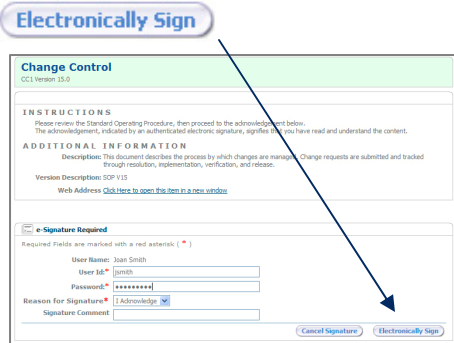 Electronically Sign
Change Control
CC1 Version 15.0
INSTRUCTIONS
Please review the Standard Operating Procedure, then proceed to the acknowledgement below.
The acknowledgement, indicated by an authenticated electronic signature, signifies that you have read and understand the content.
ADDITIONAL INFORMATION
Description: This document describes the process by which changes are managed. Change requests are submitted and tracked
through resolution, implementation, verification, and release.
Version Description: SOP V15
Web Address Click Here to open this item in a new window
e-Signature Required
Required Fields are marked with a red asterisk ( * )
User Name: Joan Smith
User Id:* jsmith
Password:* •••••••••
Reason for Signature* I Acknowledge
Signature Comment
Cancel Signature Electronically Sign